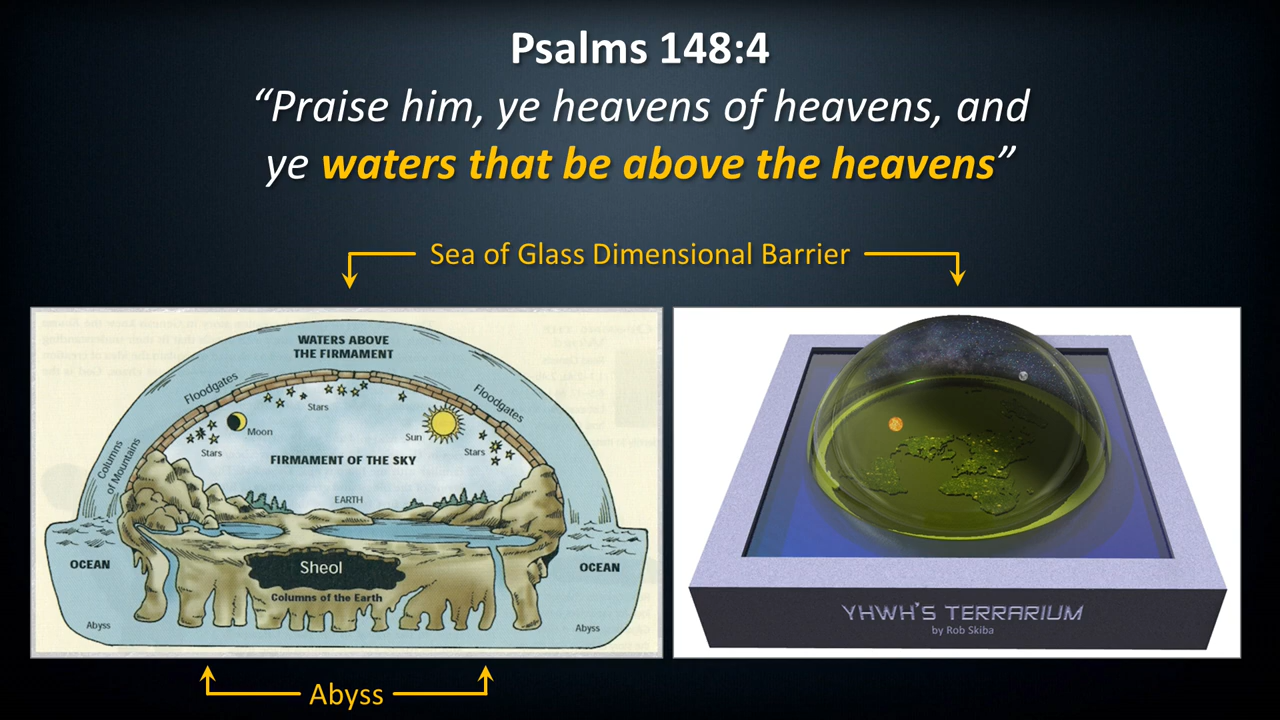 Psalms 148:4
“Praise him, ye heavens of heavens, and
ye waters that be above the heavens”
Sea of Glass Dimensional Barrier
WATERS ABOVE
THE FIRMAMENT
Floodgates
Floodgates
Stars
Moon
Sun
Stars
Stars
Columns
of Mountains
FIRMAMENT OF THE SKY
EARTH
OCEAN
Sheol
OCEAN
Columns of the Earth
Abyss
Abyss
YHWH'S TERRARIUM
by Rob Skiba
Abyss